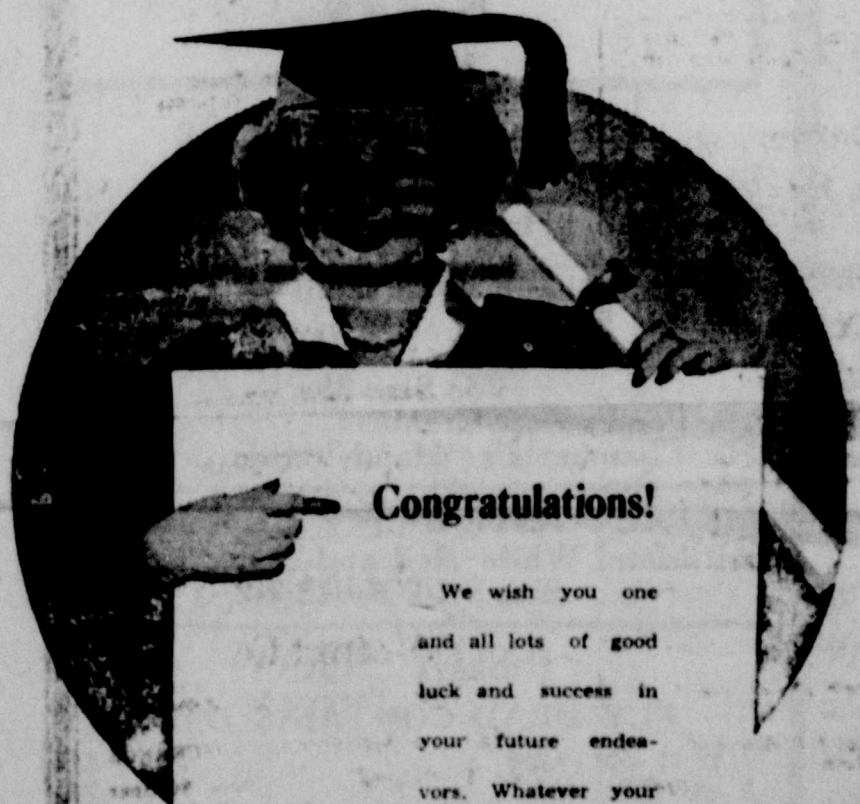 Congratulations!
We wish you one
and all lots of good
luck and success in
your future endea-
vors. Whatever your